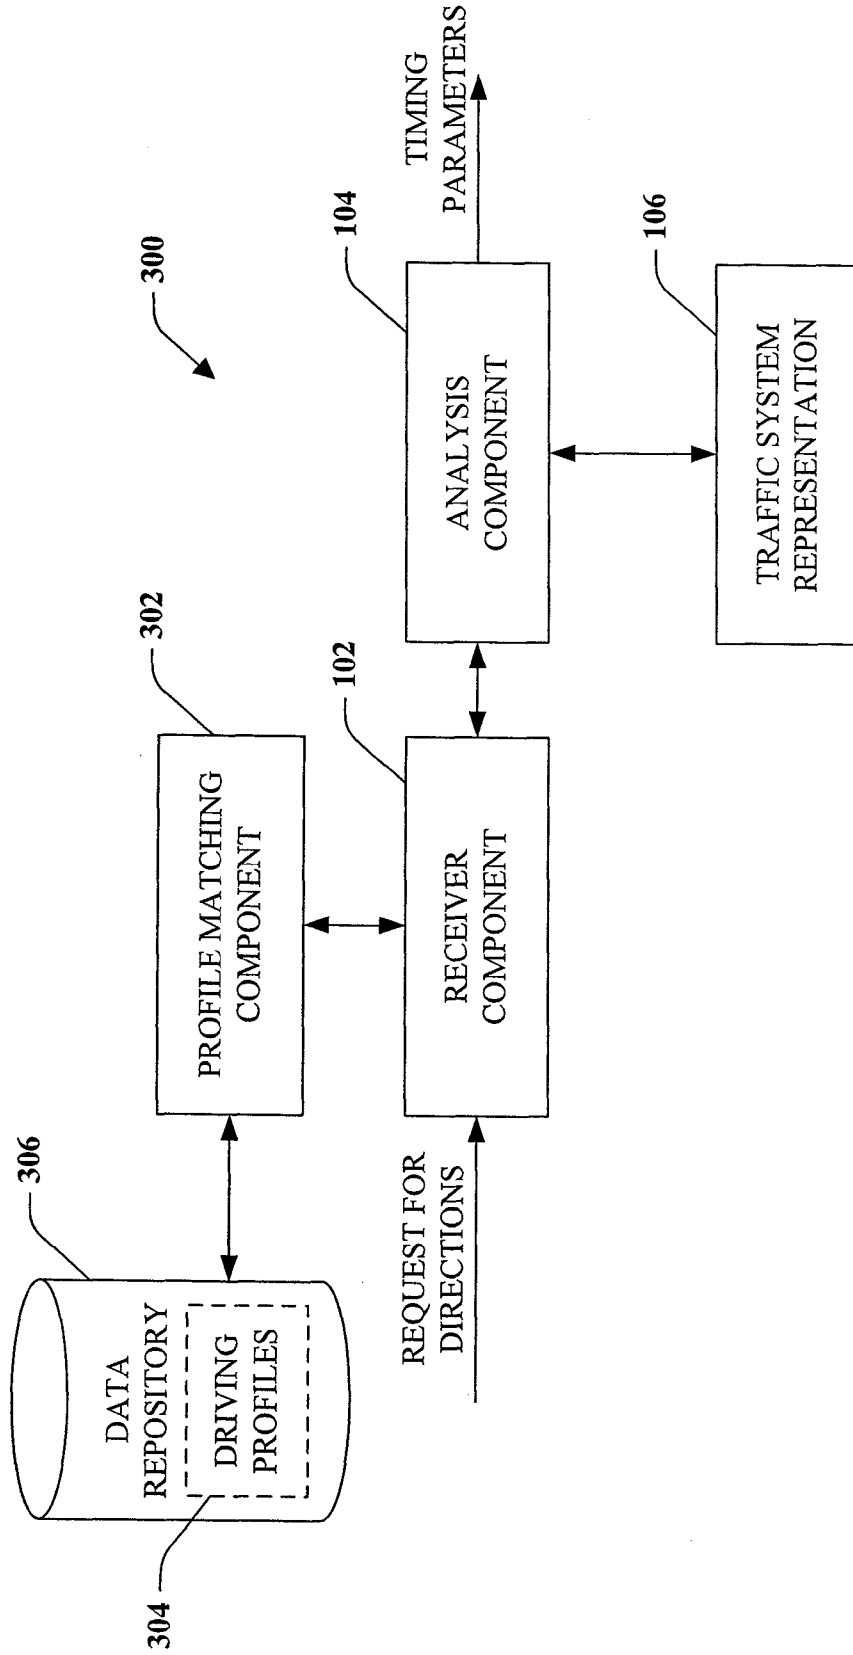 300
306
DATA
REPOSITORY
DRIVING
PROFILES
304
PROFILE MATCHING
COMPONENT
302
REQUEST FOR
DIRECTIONS
RECEIVER
COMPONENT
102
ANALYSIS
COMPONENT
104
TIMING
PARAMETERS
TRAFFIC SYSTEM
REPRESENTATION
106